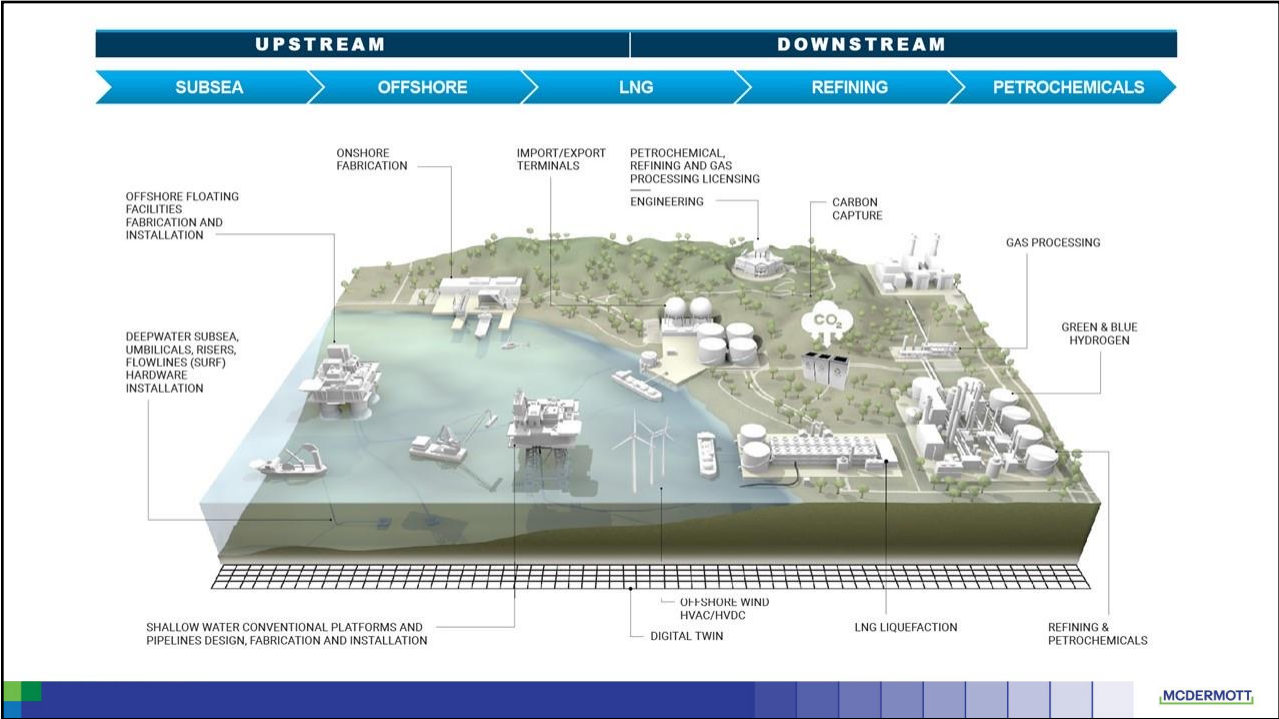 UPSTREAM
DOWNSTREAM
SUBSEA
OFFSHORE
LNG
REFINING
PETROCHEMICALS
ONSHORE
FABRICATION
IMPORT/EXPORT
TERMINALS
PETROCHEMICAL,
REFINING AND GAS
PROCESSING LICENSING
ENGINEERING
CARBON
CAPTURE
OFFSHORE FLOATING
FACILITIES
FABRICATION AND
INSTALLATION
GAS PROCESSING
GREEN & BLUE
HYDROGEN
CO₂
DEEPWATER SUBSEA,
UMBILICALS, RISERS,
FLOWLINES (SURF)
HARDWARE
INSTALLATION
OFFSHORE WIND
HVAC/HVDC
SHALLOW WATER CONVENTIONAL PLATFORMS AND
PIPELINES DESIGN, FABRICATION AND INSTALLATION
DIGITAL TWIN
LNG LIQUEFACTION
REFINING &
PETROCHEMICALS
MCDERMOTT